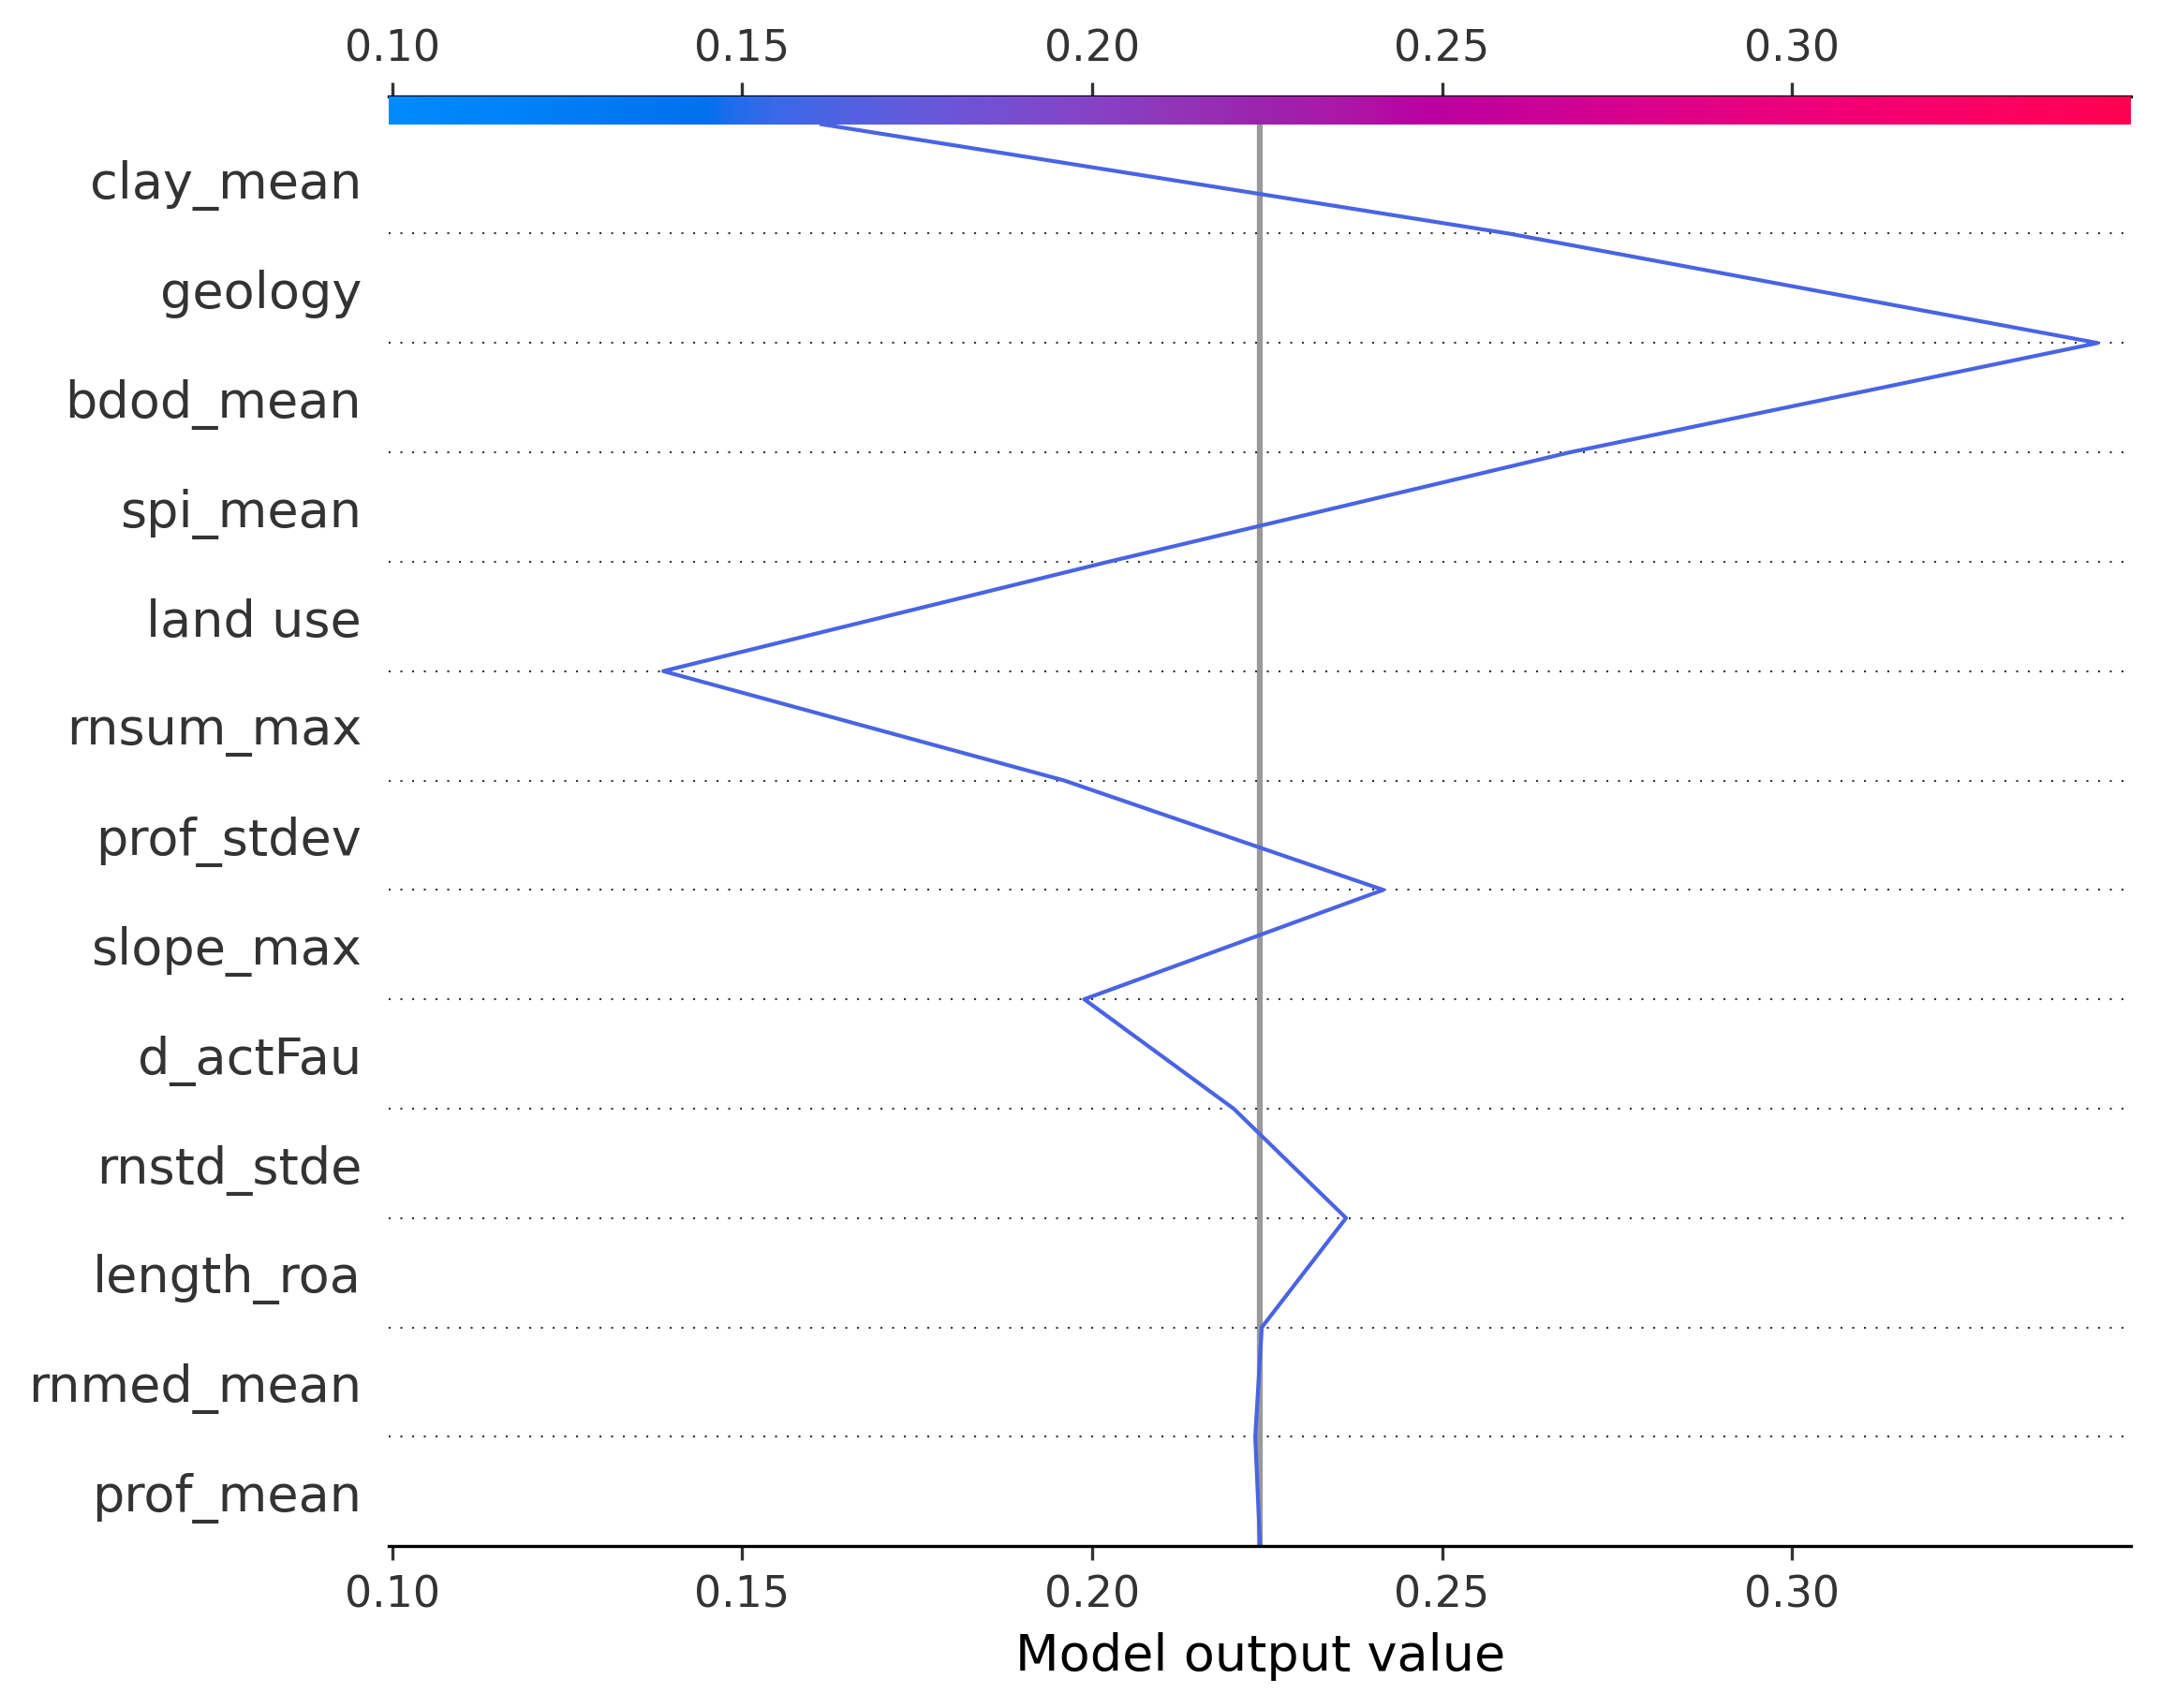 0.10 0.15 0.20 0.25 0.30
clay_mean
geology
bdod_mean
spi_mean
land use
rnsum_max
prof_stdev
slope_max
d_actFau
rnstd_stde
length_roa
rnmed_mean
prof_mean
0.10 0.15 0.20 0.25 0.30
Model output value